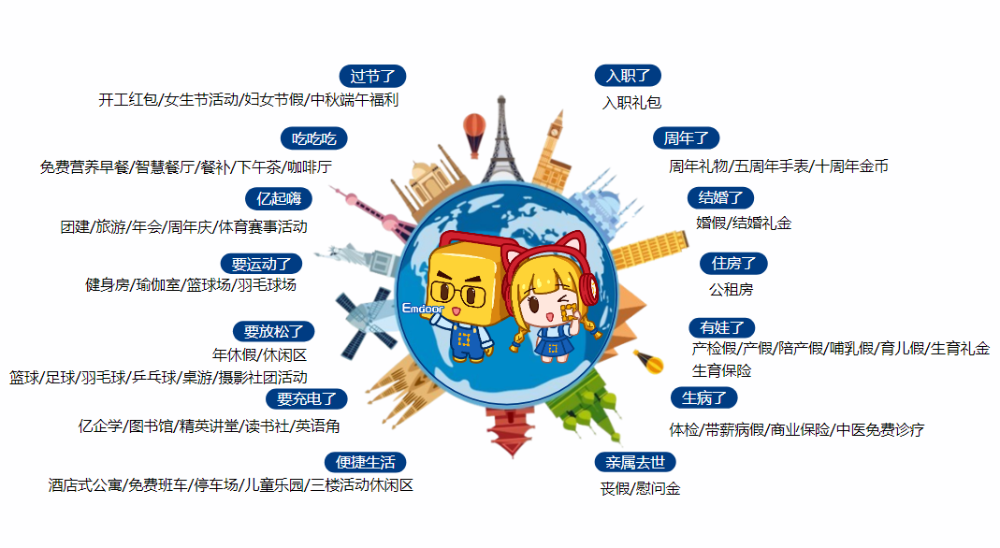 过节了
开工红包/女生节活动/妇女节假/中秋端午福利
吃吃吃
免费营养早餐/智慧餐厅/餐补/下午茶/咖啡厅
亿起嗨
团建/旅游/年会/周年庆/体育赛事活动
要运动了
健身房/瑜伽室/篮球场/羽毛球场
要放松了
年休假/休闲区
篮球/足球/羽毛球/乒乓球/桌游/摄影社团活动
要充电了
亿企学/图书馆/精英讲堂/读书社/英语角
便捷生活
酒店式公寓/免费班车/停车场/儿童乐园/三楼活动休闲区
Emdoor
入职了
入职礼包
周年了
周年礼物/五周年手表/十周年金币
结婚了
婚假/结婚礼金
住房了
公租房
有娃了
产检假/产假/陪产假/哺乳假/育儿假/生育礼金
生育保险
生病了
体检/带薪病假/商业保险/中医免费诊疗
亲属去世
丧假/慰问金